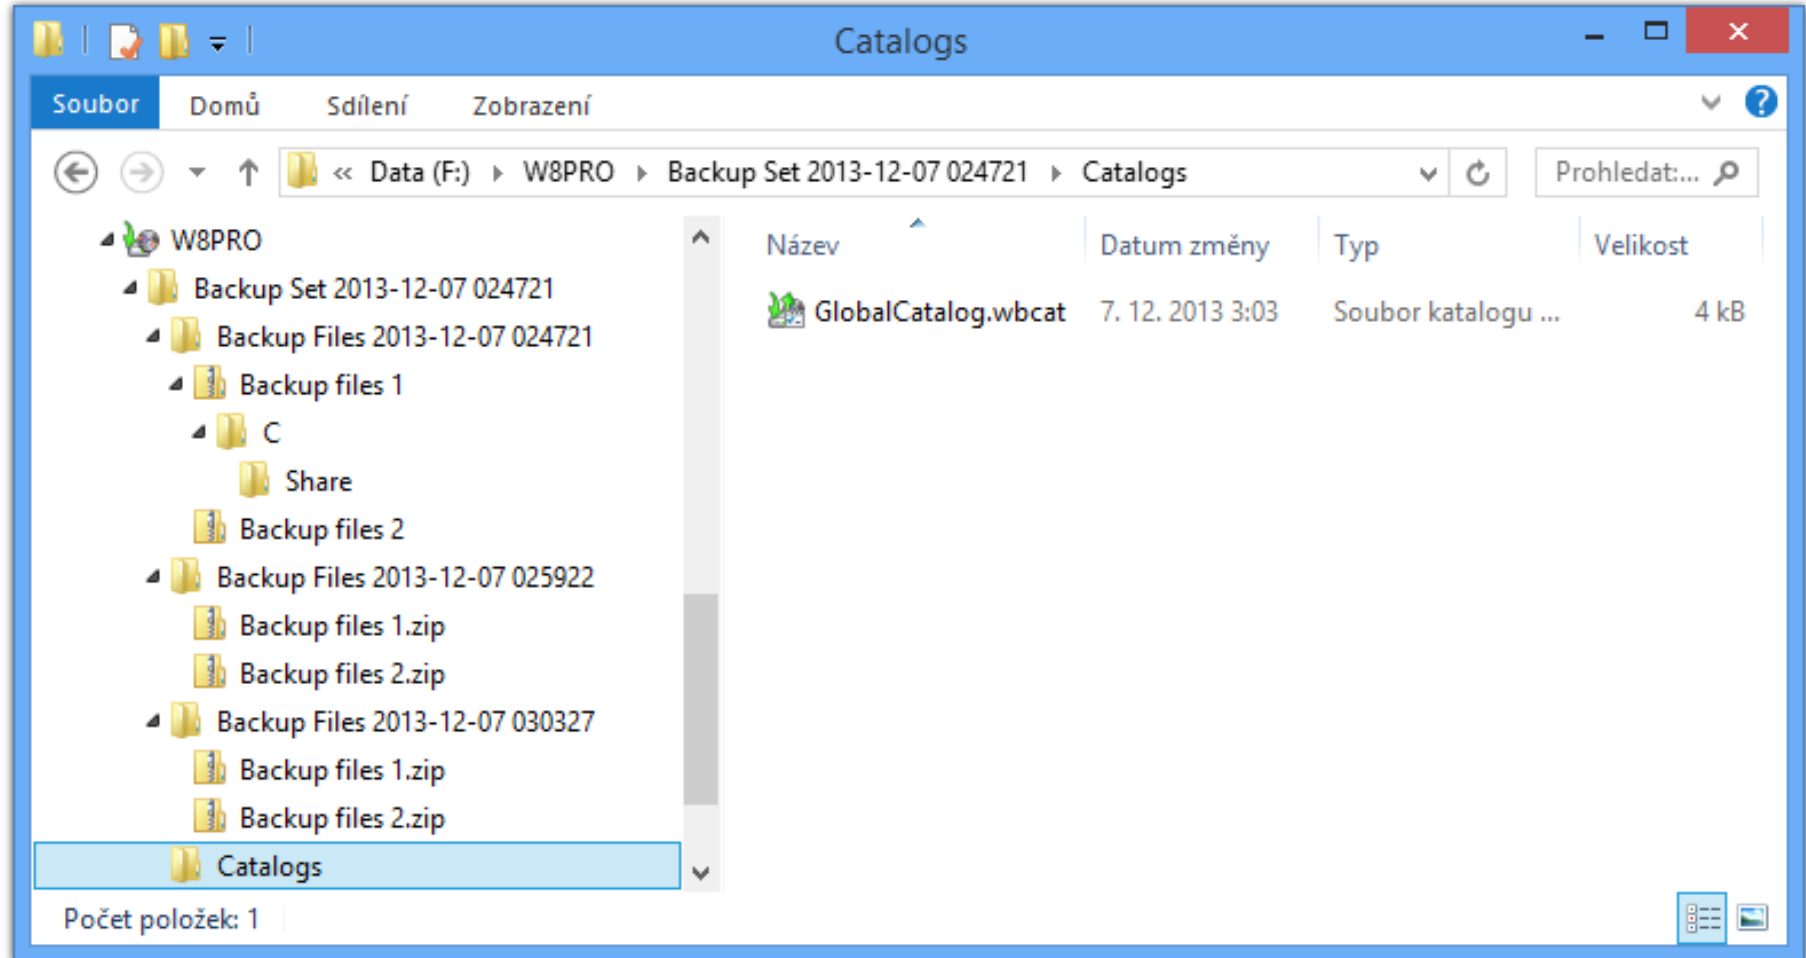 Catalogs
Soubor Domů Sdílení Zobrazení
« Data (F:) W8PRO Backup Set 2013-12-07 024721 Catalogs Prohledat:...
W8PRO
Backup Set 2013-12-07 024721
Backup Files 2013-12-07 024721
Backup files 1
C
Share
Backup files 2
Backup Files 2013-12-07 025922
Backup files 1.zip
Backup files 2.zip
Backup Files 2013-12-07 030327
Backup files 1.zip
Backup files 2.zip
Catalogs
Název Datum změny Typ Velikost
GlobalCatalog.wbcat 7. 12. 2013 3:03 Soubor katalogu ... 4 kB
Počet položek: 1